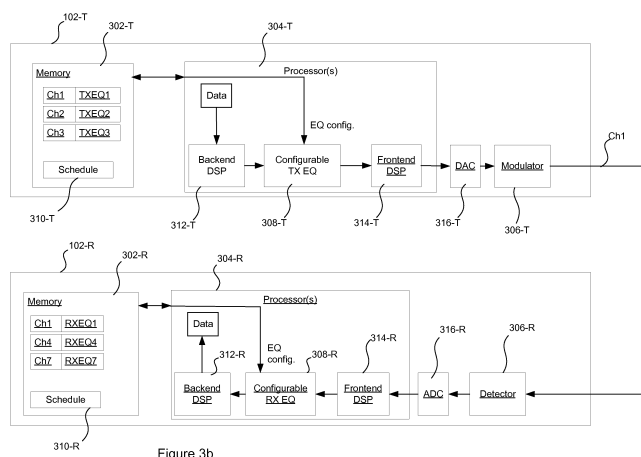 102-T
302-T
304-T
Memory
Processor(s)
Ch1 TXEQ1
Ch2 TXEQ2
Ch3 TXEQ3
Data
EQ config.
Ch1
Schedule
Backend
DSP
Configurable
TX EQ
Frontend
DSP
DAC
Modulator
310-T
312-T
308-T
314-T
316-T
306-T
102-R
302-R
304-R
Memory
Processor(s)
Ch1 RXEQ1
Ch4 RXEQ4
Ch7 RXEQ7
Data
EQ
config.
312-R
308-R
314-R
316-R
306-R
Schedule
Backend
DSP
Configurable
RX EQ
Frontend
DSP
ADC
Detector
310-R
Figure 3b